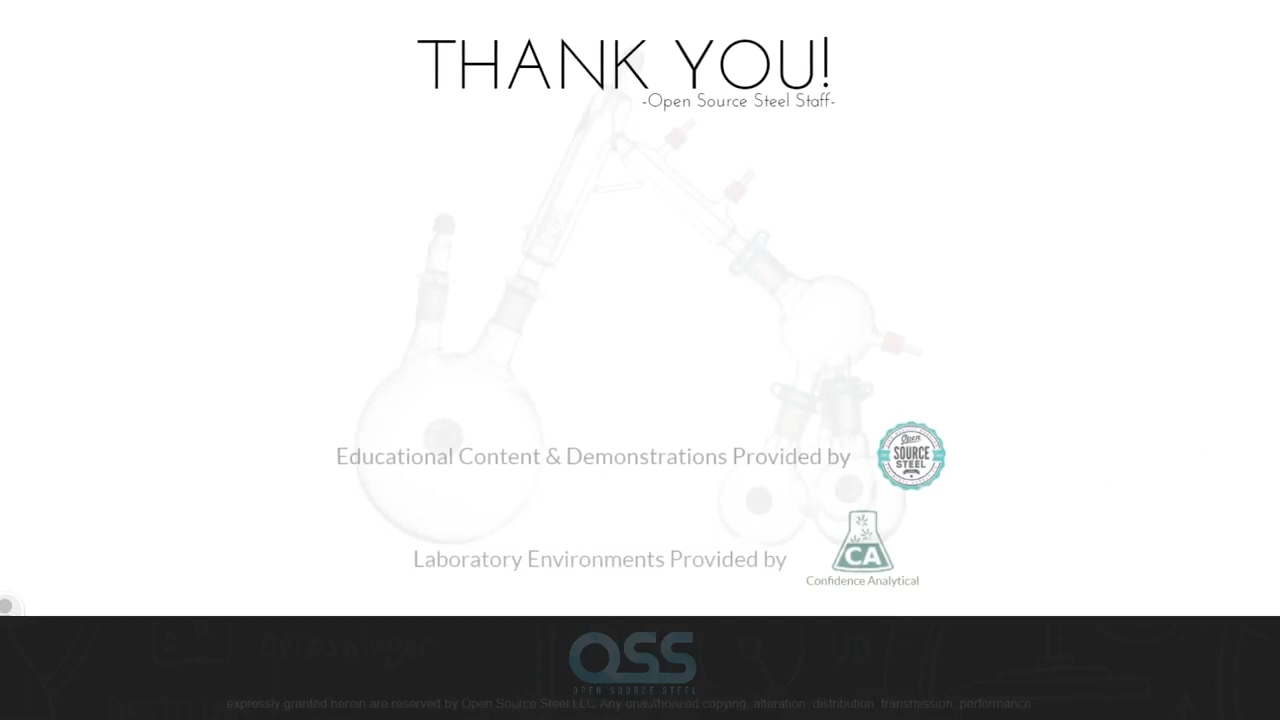 THANK YOU!
-Open Source Steel Staff-
Educational Content & Demonstrations Provided by
Open
SOURCE
STEEL
Laboratory Environments Provided by
CA
Confidence Analytical
OSS
OPEN SOURCE STEEL
expressly granted herein are reserved by Open Source Steel LLC. Any unauthorized copying, alteration, distribution, transmission, performance